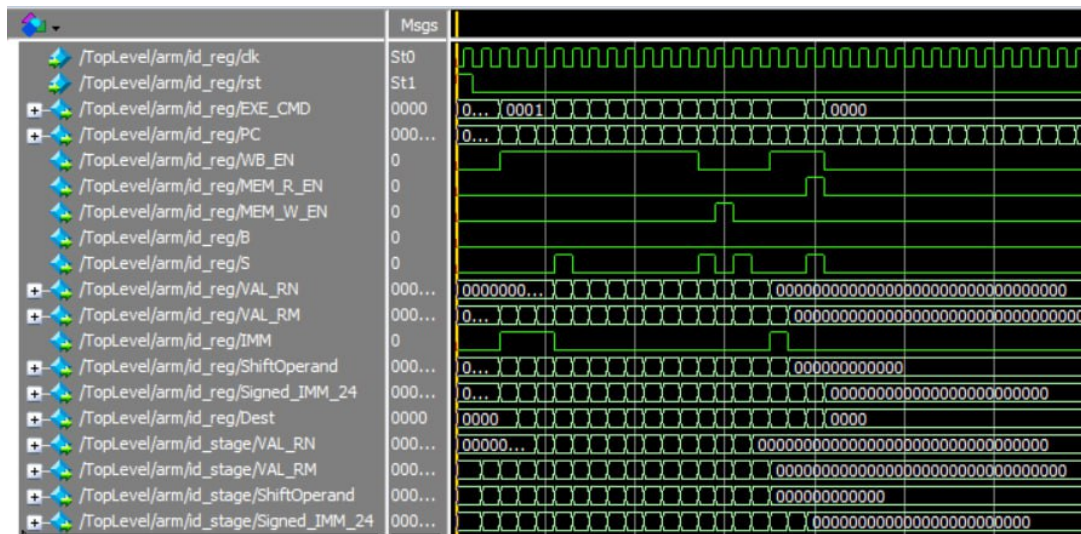 Msgs
/TopLevel/arm/id_reg/clk St0
/TopLevel/arm/id_reg/rst St1
/TopLevel/arm/id_reg/EXE_CMD 0000 0... 0001 0000
/TopLevel/arm/id_reg/PC 000... 0...
/TopLevel/arm/id_reg/WB_EN 0
/TopLevel/arm/id_reg/MEM_R_EN 0
/TopLevel/arm/id_reg/MEM_W_EN 0
/TopLevel/arm/id_reg/B 0
/TopLevel/arm/id_reg/S 0
/TopLevel/arm/id_reg/VAL_RN 000... 0000000... 00000000000000000000000000000000
/TopLevel/arm/id_reg/VAL_RM 000... 0... 00000000000000000000000000000000
/TopLevel/arm/id_reg/IMM 0
/TopLevel/arm/id_reg/ShiftOperand 000... 0... 000000000000
/TopLevel/arm/id_reg/Signed_IMM_24 000... 0... 000000000000000000000000
/TopLevel/arm/id_reg/Dest 0000 0000 0000
/TopLevel/arm/id_stage/VAL_RN 000... 00000... 00000000000000000000000000000000
/TopLevel/arm/id_stage/VAL_RM 000... 00000000000000000000000000000000
/TopLevel/arm/id_stage/ShiftOperand 000... 000000000000
/TopLevel/arm/id_stage/Signed_IMM_24 000... 000000000000000000000000